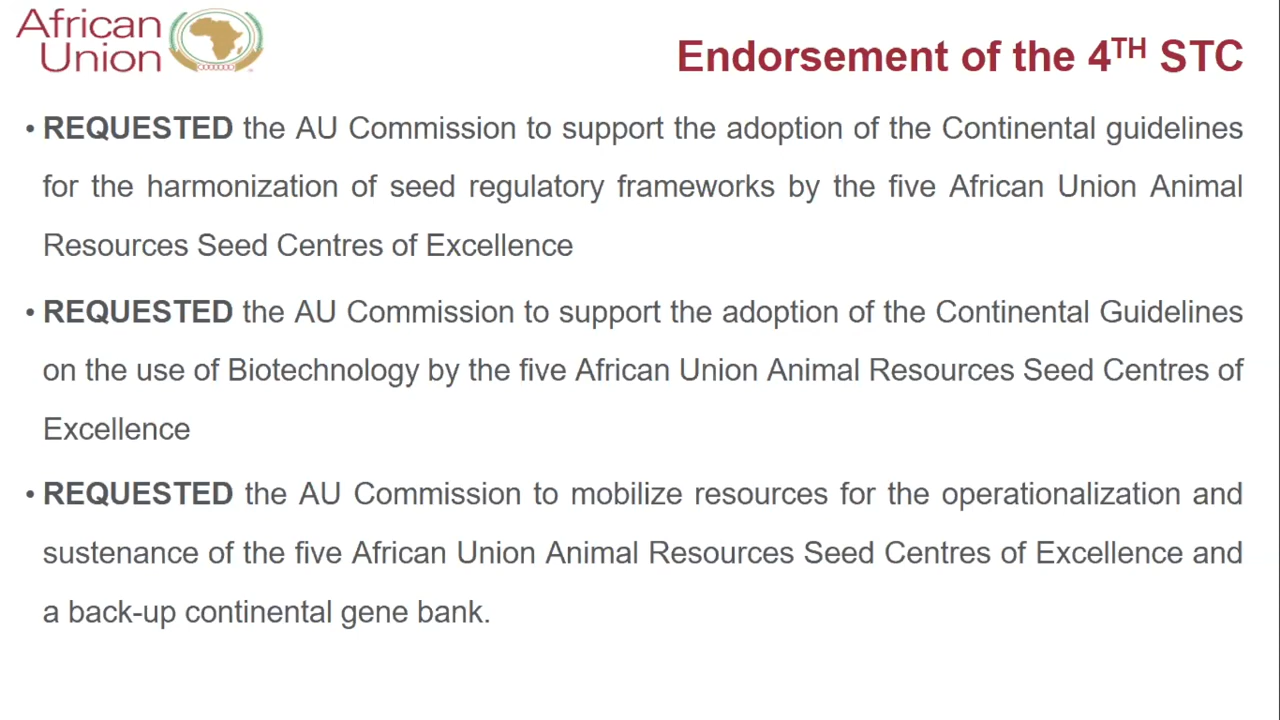 African
Union
Endorsement of the 4TH STC
• REQUESTED the AU Commission to support the adoption of the Continental guidelines
for the harmonization of seed regulatory frameworks by the five African Union Animal
Resources Seed Centres of Excellence
• REQUESTED the AU Commission to support the adoption of the Continental Guidelines
on the use of Biotechnology by the five African Union Animal Resources Seed Centres of
Excellence
• REQUESTED the AU Commission to mobilize resources for the operationalization and
sustenance of the five African Union Animal Resources Seed Centres of Excellence and
a back-up continental gene bank.